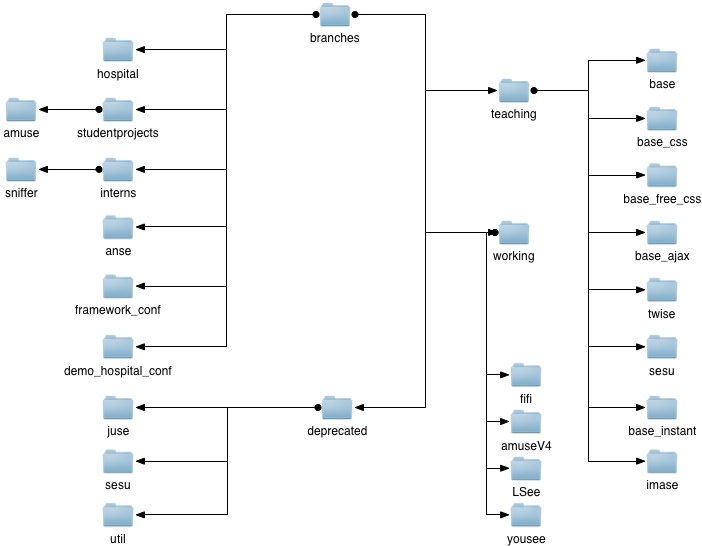 branches
hospital
base
teaching
amuse
studentprojects
base_css
sniffer
interns
base_free_css
anse
working
base_ajax
framework_conf
twise
demo_hospital_conf
sesu
fifi
juse
deprecated
base_instant
amuseV4
sesu
imase
LSee
util
yousee